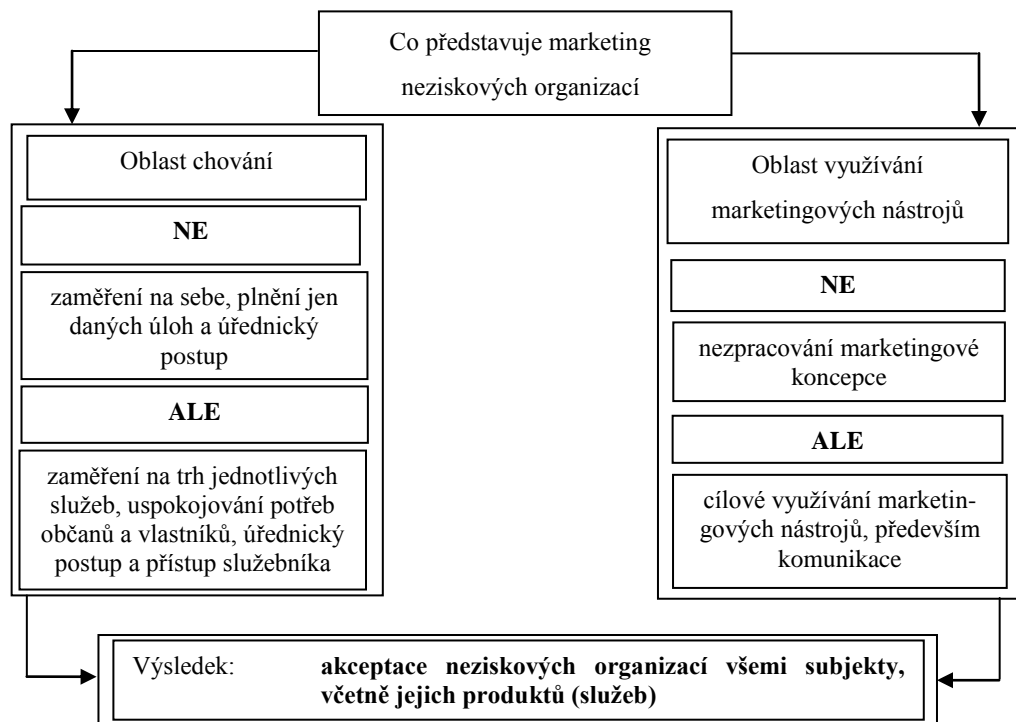 Co představuje marketing
neziskových organizací
Oblast chování
NE
zaměření na sebe, plnění jen
daných úloh a úřednický
postup
ALE
zaměření na trh jednotlivých
služeb, uspokojování potřeb
občanů a vlastníků, úřednický
postup a přístup služebníka
Oblast využívání
marketingových nástrojů
NE
nezpracování marketingové
koncepce
ALE
cílové využívání marketin-
gových nástrojů, především
komunikace
Výsledek: akceptace neziskových organizací všemi subjekty,
včetně jejich produktů (služeb)